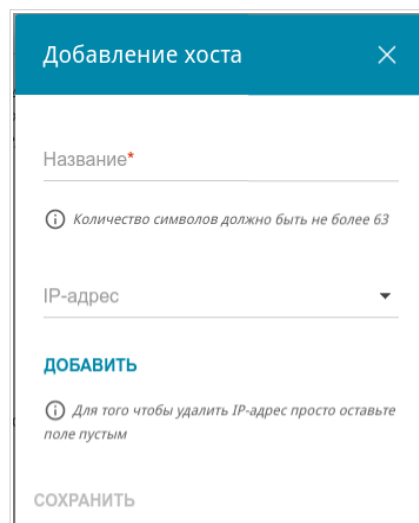 Добавление хоста
Название*
Количество символов должно быть не более 63
IP-адрес
ДОБАВИТЬ
Для того чтобы удалить IP-адрес просто оставьте
поле пустым
СОХРАНИТЬ